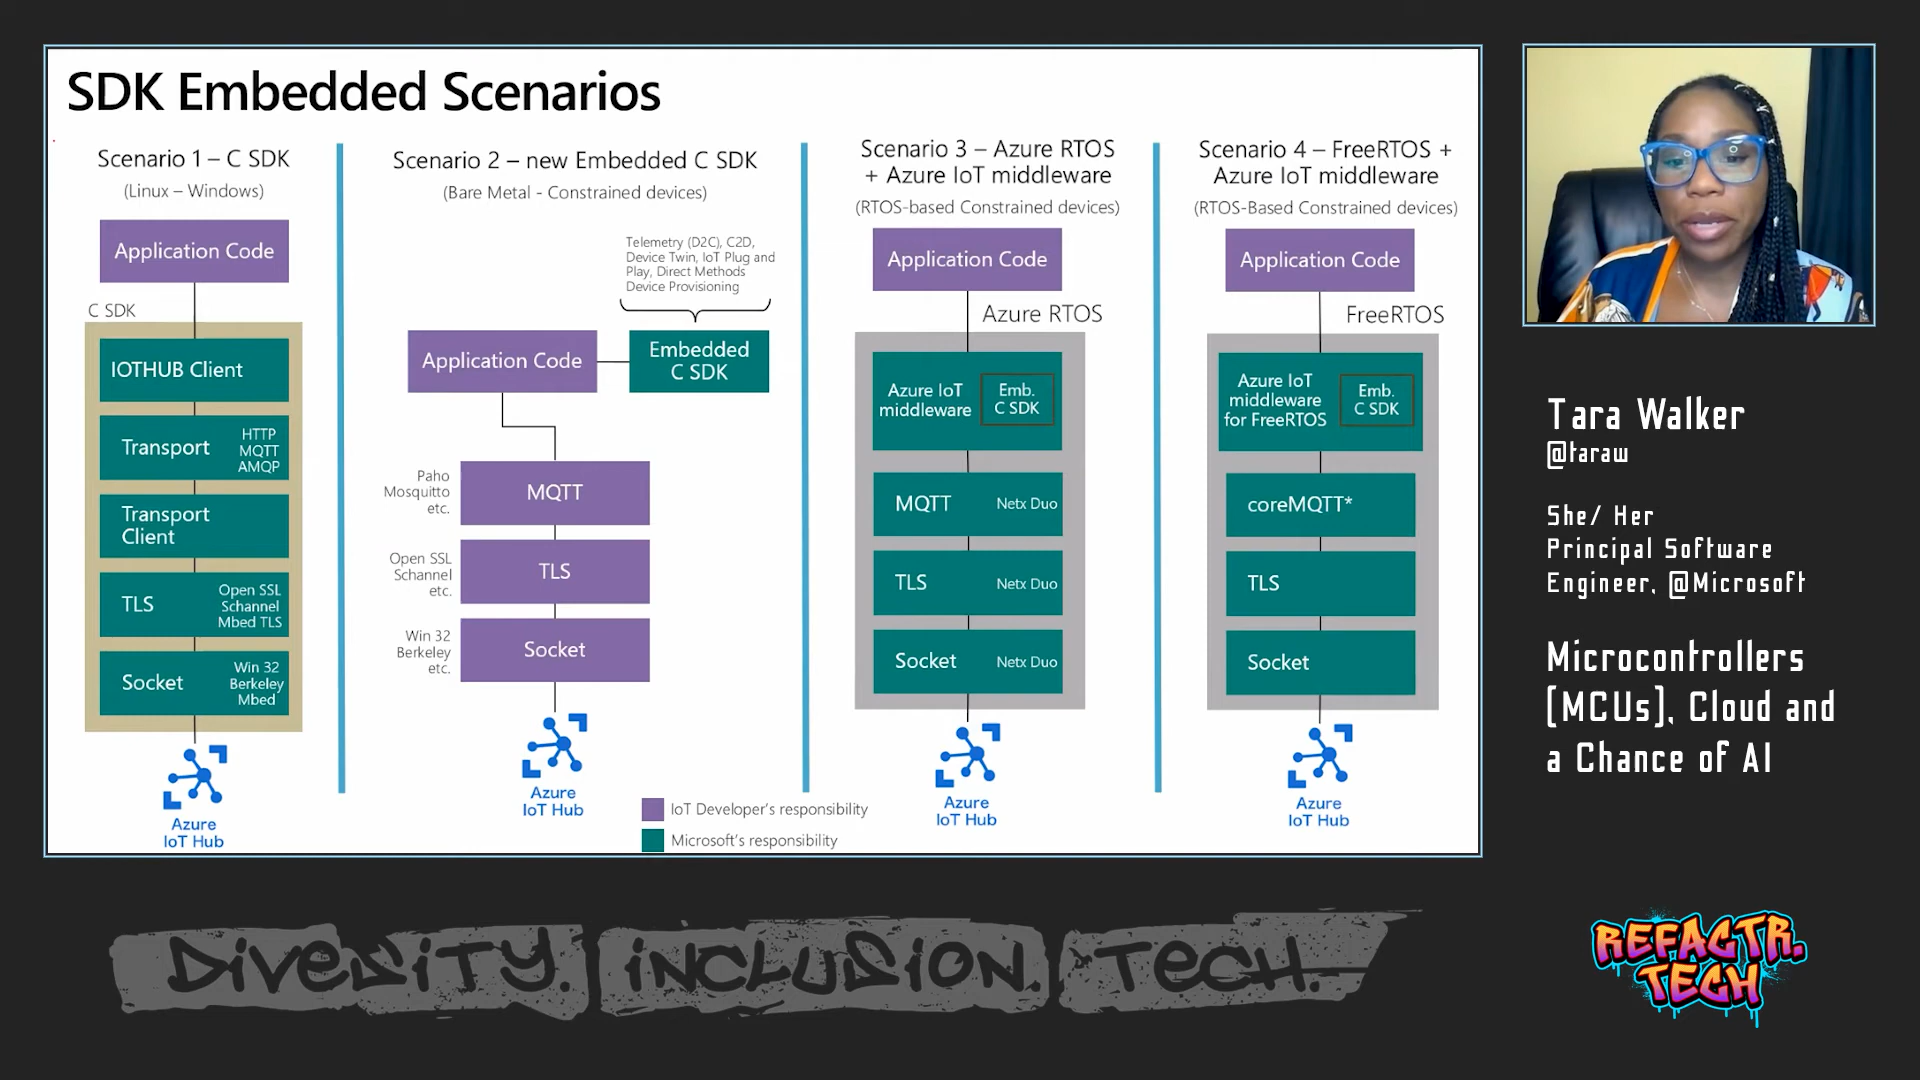 SDK Embedded Scenarios
Scenario 1 – C SDK
(Linux – Windows)
Application Code
C SDK
IOTHUB Client
Transport
HTTP
MQTT
AMQP
Transport
Client
TLS
Open SSL
Schannel
Mbed TLS
Socket
Win 32
Berkeley
Mbed
Azure
IoT Hub
Scenario 2 – new Embedded C SDK
(Bare Metal - Constrained devices)
Telemetry (D2C), C2D,
Device Twin, IoT Plug and
Play, Direct Methods
Device Provisioning
Application Code
Embedded
C SDK
Paho
Mosquitto
etc.
MQTT
Open SSL
Schannel
etc.
TLS
Win 32
Berkeley
etc.
Socket
Azure
IoT Hub
IoT Developer's responsibility
Microsoft's responsibility
Scenario 3 – Azure RTOS
+ Azure IoT middleware
(RTOS-based Constrained devices)
Application Code
Azure RTOS
Azure IoT
middleware
Emb.
C SDK
MQTT
Netx Duo
TLS
Netx Duo
Socket
Netx Duo
Azure
IoT Hub
Scenario 4 – FreeRTOS +
Azure IoT middleware
(RTOS-Based Constrained devices)
Application Code
FreeRTOS
Azure IoT
middleware
for FreeRTOS
Emb.
C SDK
coreMQTT*
TLS
Socket
Azure
IoT Hub
Tara Walker
@taraw
She/ Her
Principal Software
Engineer, @Microsoft
Microcontrollers
(MCUs), Cloud and
a Chance of AI
DIVERSITY. INCLUSION. TECH.
REFACTR.
TECH